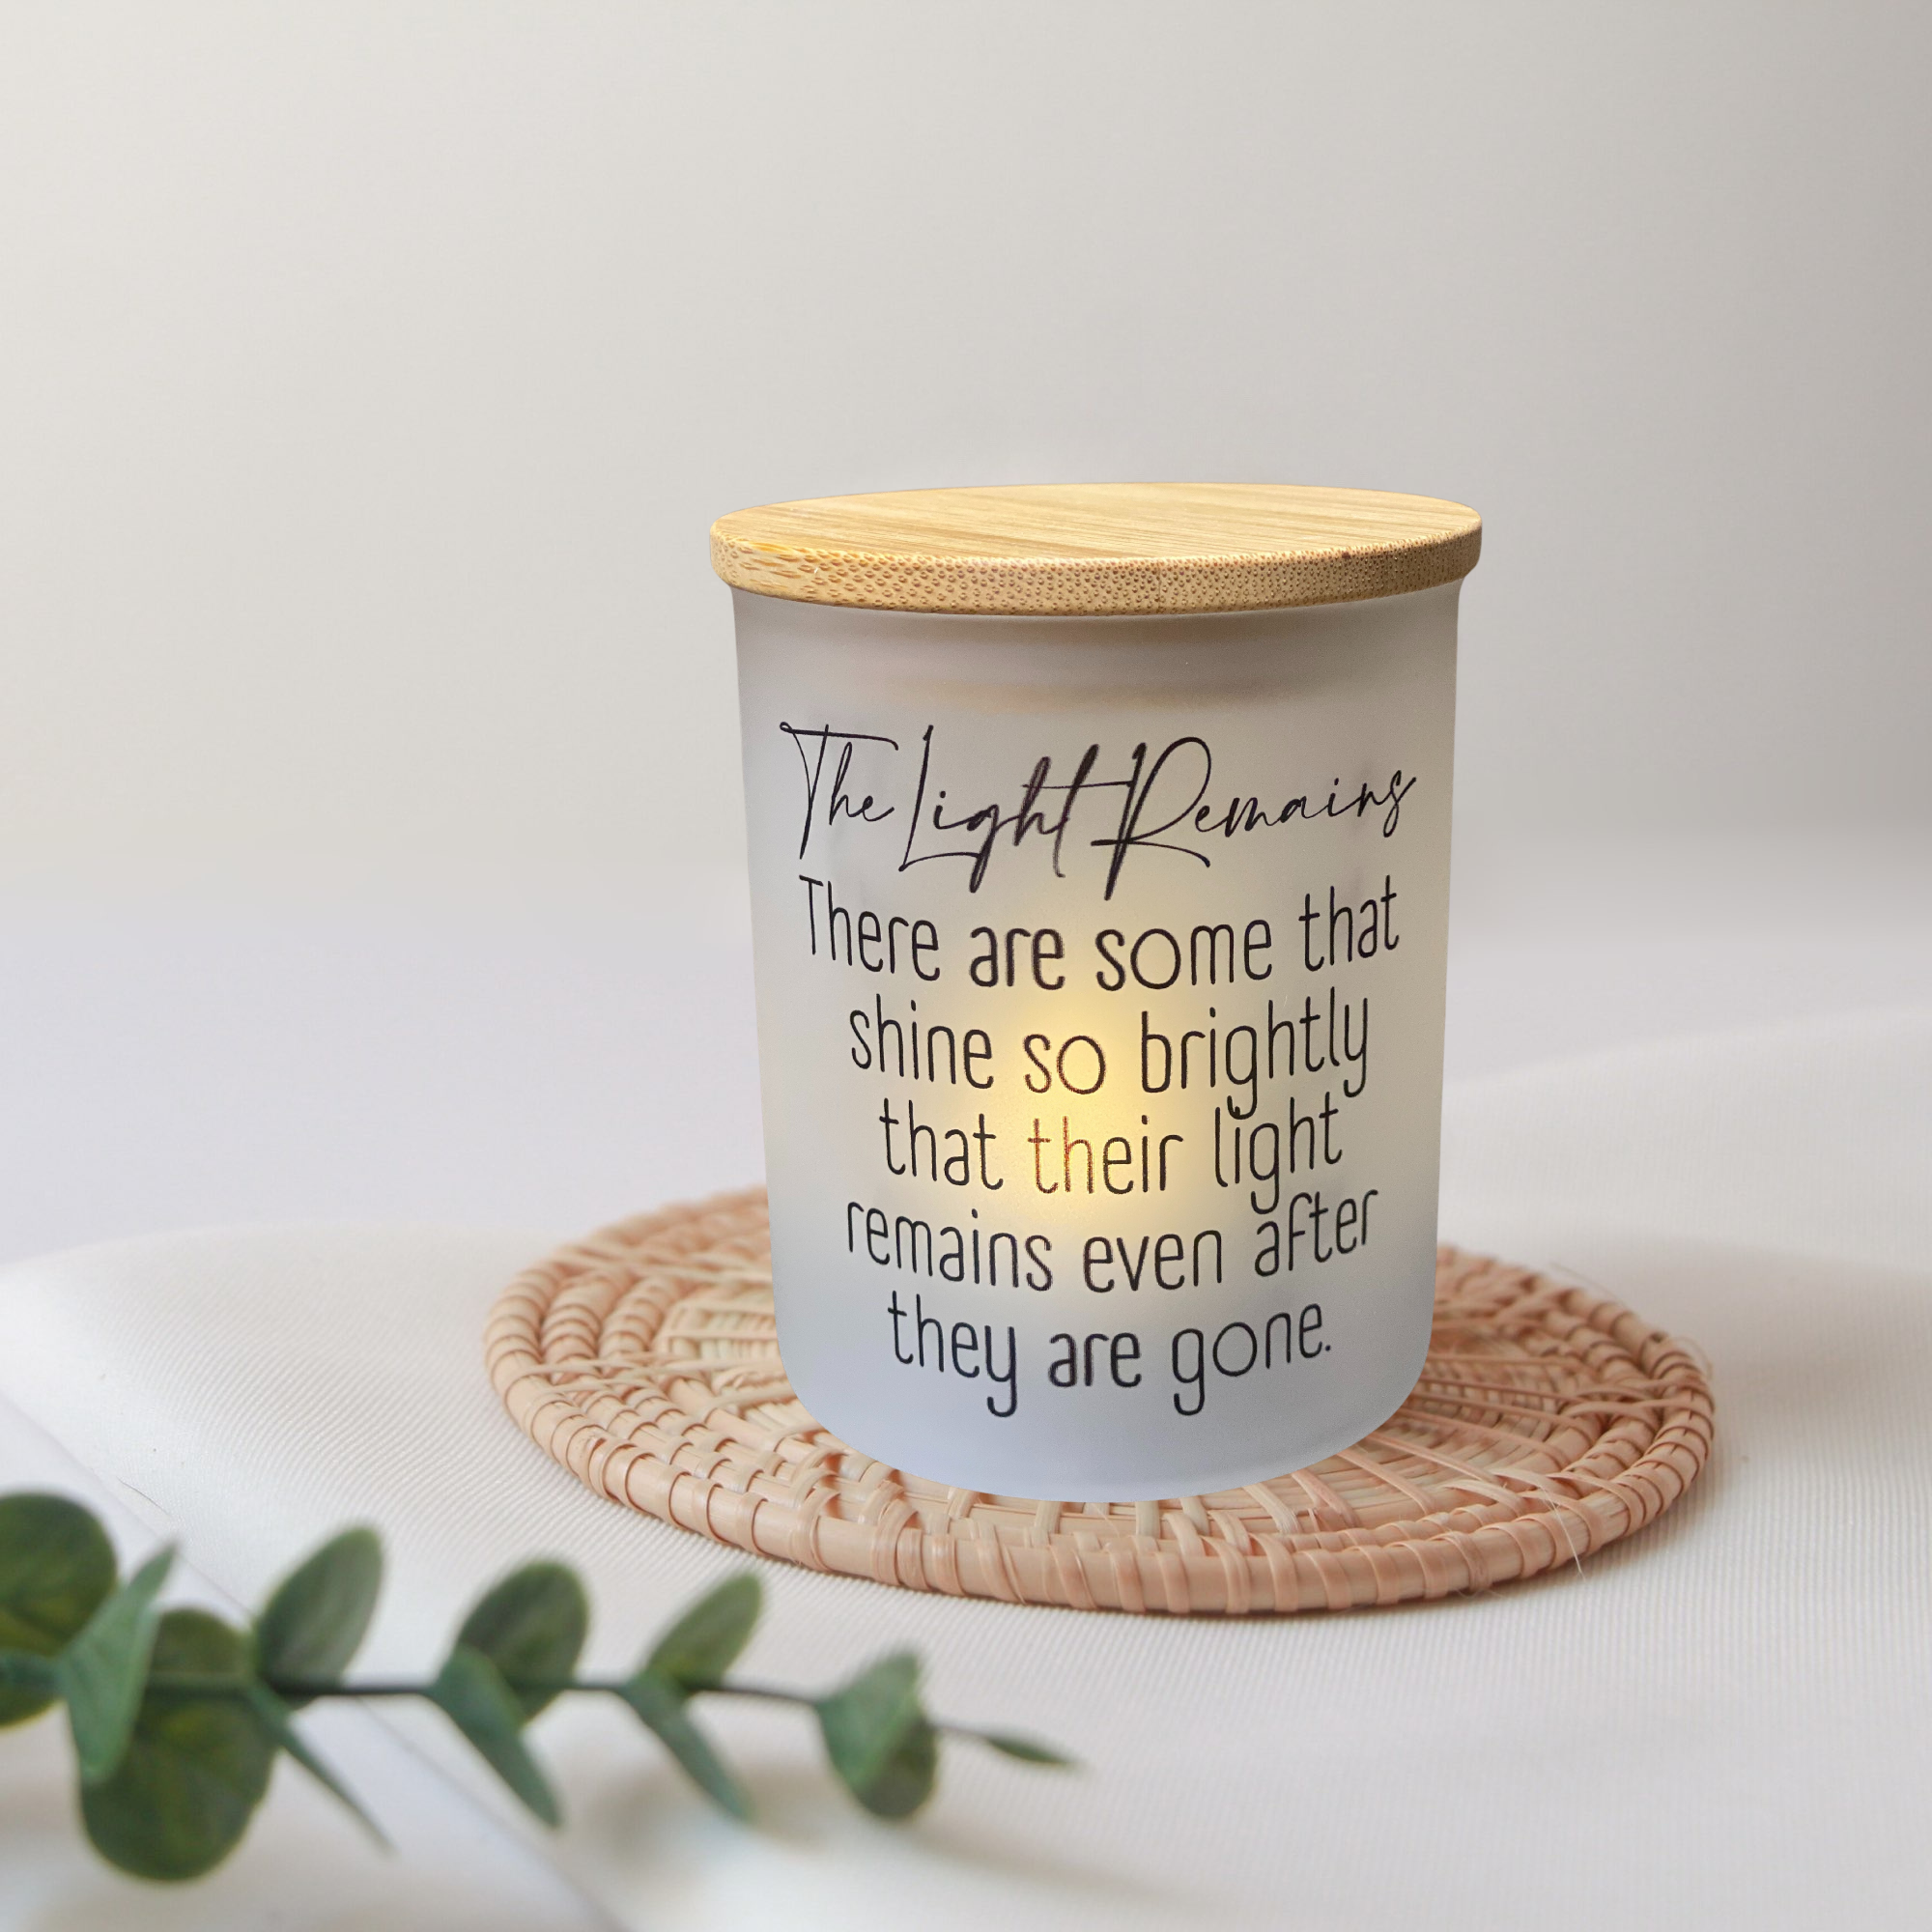 The Light Remains
There are some that
shine so brightly
that their light
remains even after
they are gone.